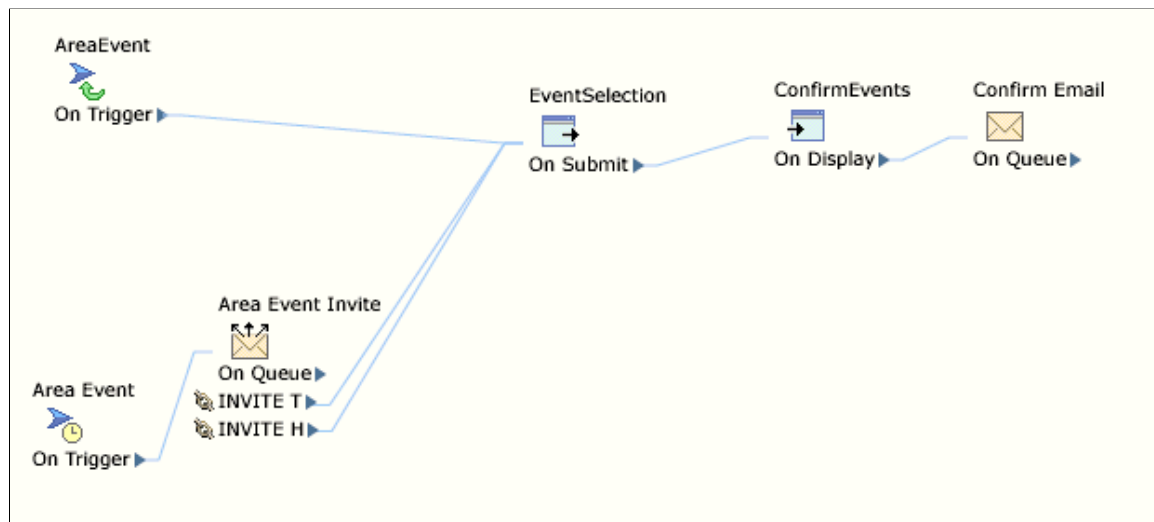 AreaEvent
On Trigger
EventSelection
On Submit
ConfirmEvents
On Display
Confirm Email
On Queue
Area Event Invite
On Queue
INVITE T
INVITE H
Area Event
On Trigger